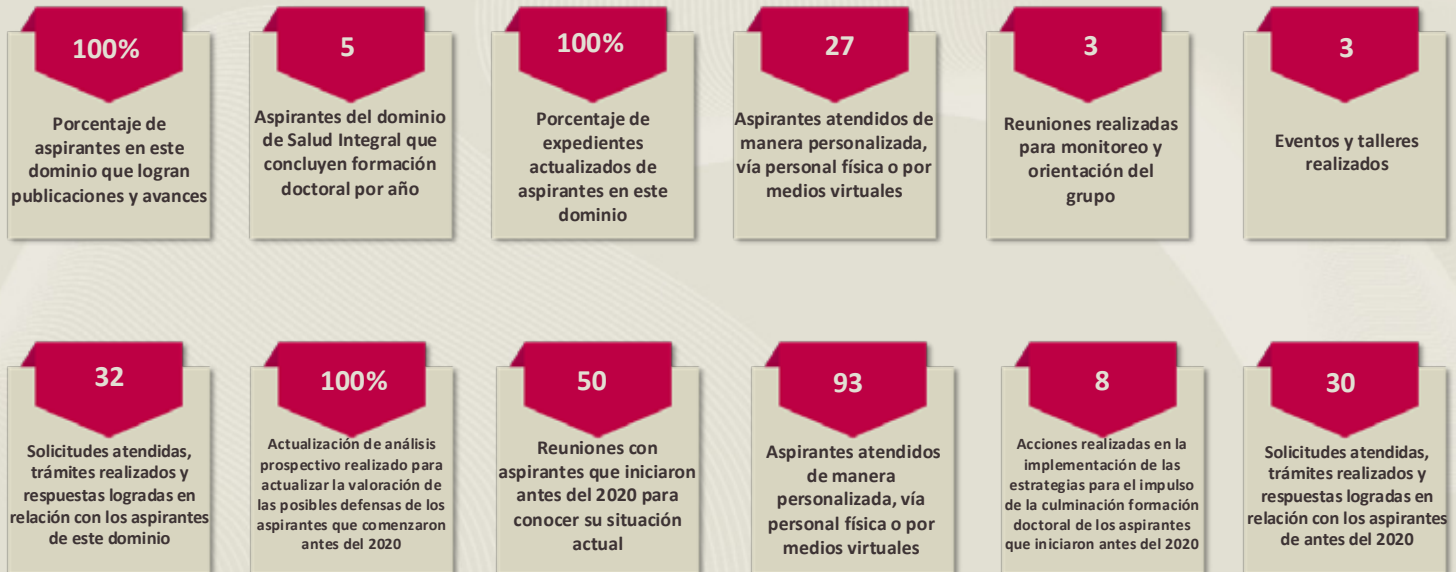 100%
Porcentaje de
aspirantes en este
dominio que logran
publicaciones y avances
5
Aspirantes del dominio
de Salud Integral que
concluyen formación
doctoral por año
100%
Porcentaje de
expedientes
actualizados de
aspirantes en este
dominio
27
Aspirantes atendidos de
manera personalizada,
vía personal física o por
medios virtuales
3
Reuniones realizadas
para monitoreo y
orientación del
grupo
3
Eventos y talleres
realizados
32
Solicitudes atendidas,
trámites realizados y
respuestas logradas en
relación con los aspirantes
de este dominio
100%
Actualización de análisis
prospectivo realizado para
actualizar la valoración de
las posibles defensas de los
aspirantes que comenzaron
antes del 2020
50
Reuniones con
aspirantes que iniciaron
antes del 2020 para
conocer su situación
actual
93
Aspirantes atendidos
de manera
personalizada, vía
personal física o por
medios virtuales
8
Acciones realizadas en la
implementación de las
estrategias para el impulso
de la culminación formación
doctoral de los aspirantes
que iniciaron antes del 2020
30
Solicitudes atendidas,
trámites realizados y
respuestas logradas en
relación con los aspirantes
de antes del 2020